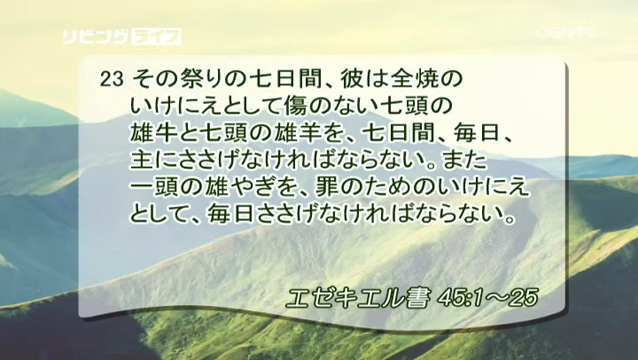 リビングライフ
CGNTV
23 その祭りの七日間、彼は全焼の
いけにえとして傷のない七頭の
雄牛と七頭の雄羊を、七日間、毎日、
主にささげなければならない。また
一頭の雄やぎを、罪のためのいけにえ
として、毎日ささげなければならない。
エゼキエル書 45:1～25